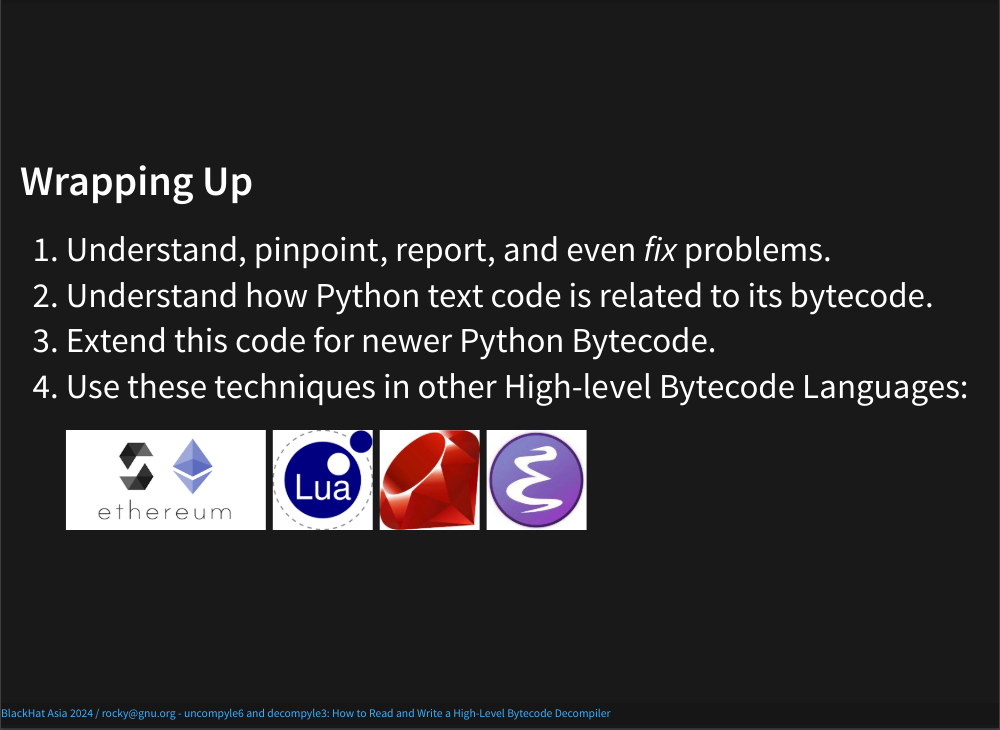 Wrapping Up
1. Understand, pinpoint, report, and even fix problems.
2. Understand how Python text code is related to its bytecode.
3. Extend this code for newer Python Bytecode.
4. Use these techniques in other High-level Bytecode Languages:
ethereum
Lua
BlackHat Asia 2024 / rocky@gnu.org - uncompyle6 and decompyle3: How to Read and Write a High-Level Bytecode Decompiler